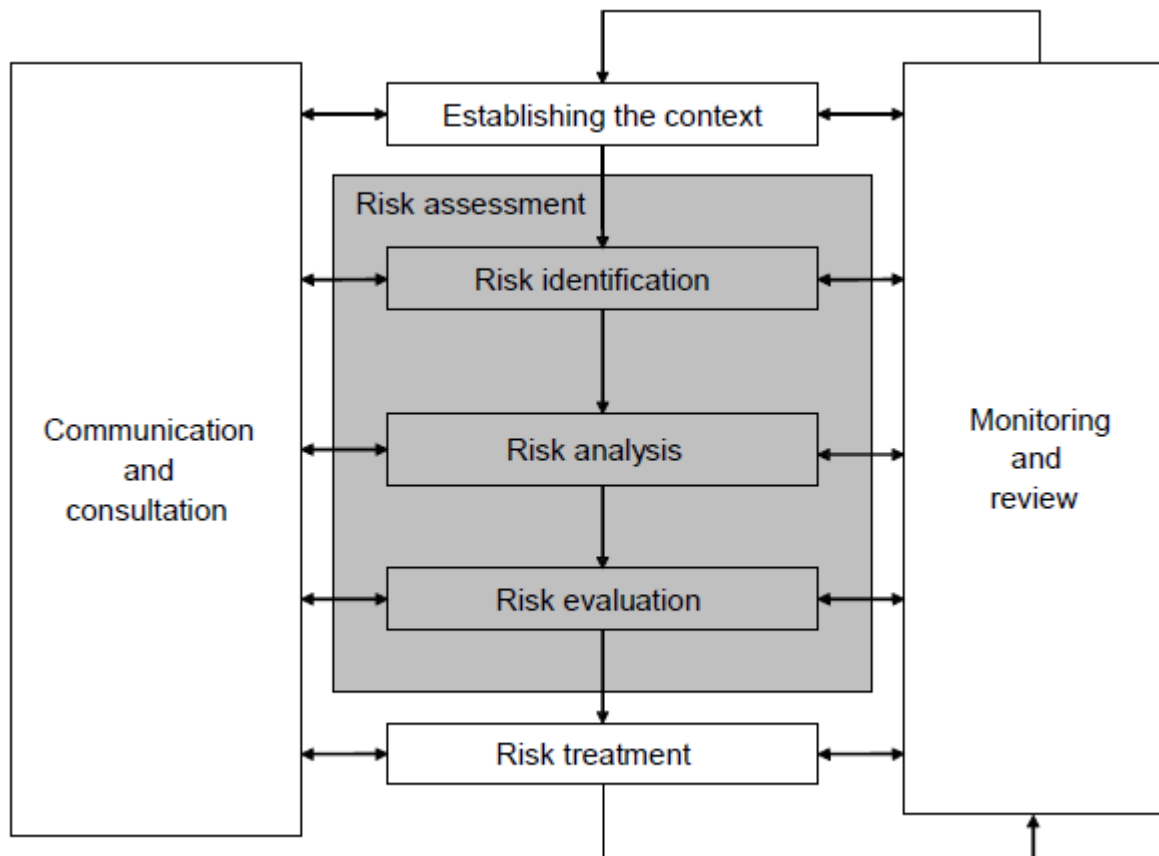 Establishing the context
Risk assessment
Risk identification
Communication
and
consultation
Risk analysis
Monitoring
and
review
Risk evaluation
Risk treatment